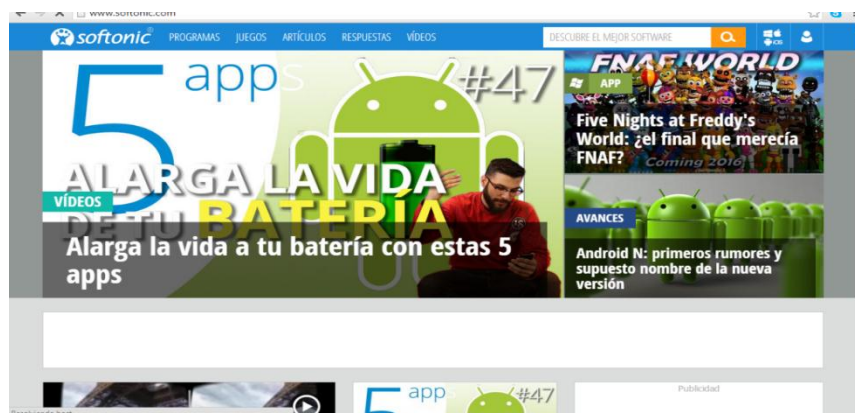 www.softonic.com
softonic
PROGRAMAS JUEGOS ARTÍCULOS RESPUESTAS VÍDEOS
DESCUBRE EL MEJOR SOFTWARE
iOS
5 apps #47
ALARGA LA VIDA
DE TU BATERÍA
VÍDEOS
Alarga la vida a tu batería con estas 5
apps
FNAF WORLD
APP
Five Nights at Freddy's
World: ¿el final que merecía
FNAF?
Coming 2016
AVANCES
Android N: primeros rumores y
supuesto nombre de la nueva
versión
5 apps #47
Publicidad